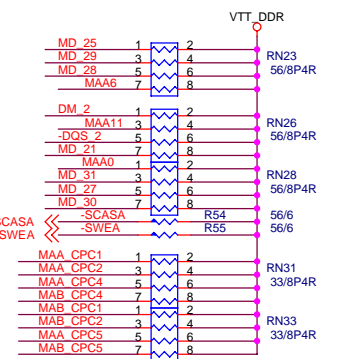 VTT_DDR
MD_25 1 2
MD_29 3 4 RN23
MD_28 5 6 56/8P4R
MAA6 7 8
DM_2 1 2
MAA11 3 4 RN26
-DQS_2 5 6 56/8P4R
MD_21 7 8
MAA0 1 2
MD_31 3 4 RN28
MD_27 5 6 56/8P4R
MD_30 7 8
SCASA -SCASA R54 56/6
SWEA -SWEA R55 56/6
MAA_CPC1 1 2
MAA_CPC2 3 4 RN31
MAA_CPC4 5 6 33/8P4R
MAB_CPC4 7 8
MAB_CPC1 1 2
MAB_CPC2 3 4 RN33
MAA_CPC5 5 6 33/8P4R
MAB_CPC5 7 8